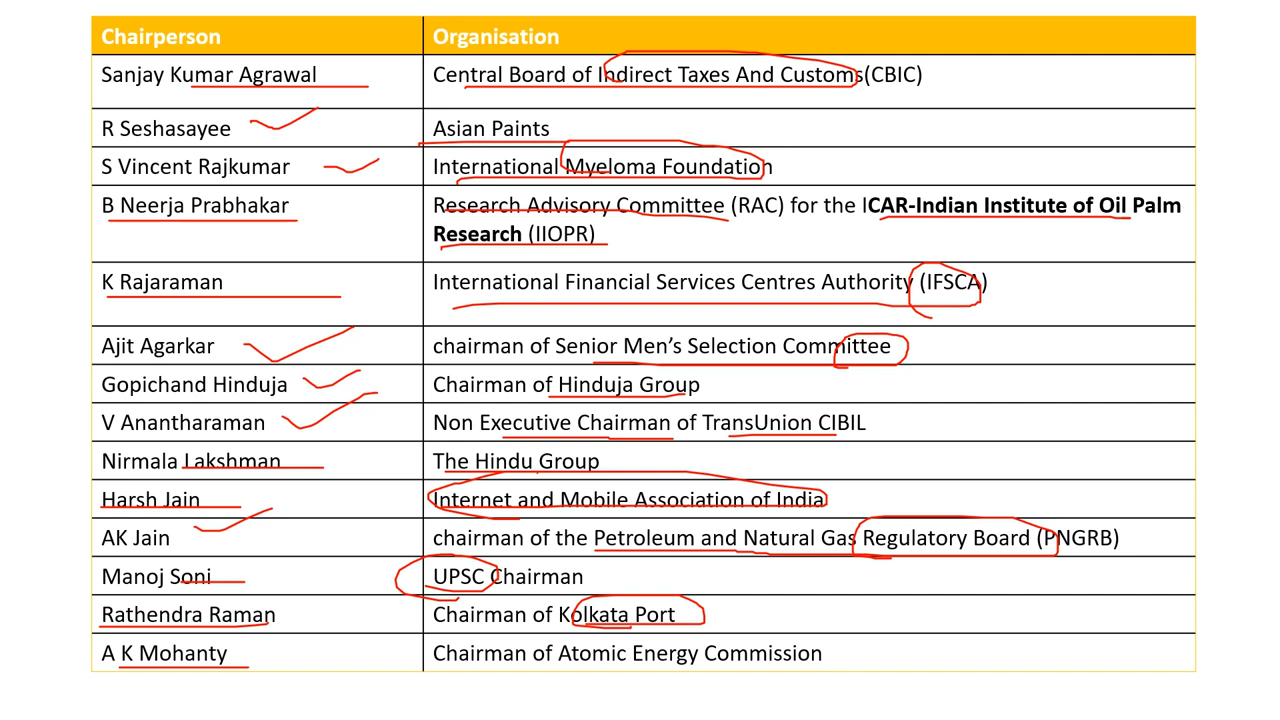 Chairperson Organisation
Sanjay Kumar Agrawal Central Board of Indirect Taxes And Customs(CBIC)
R Seshasayee Asian Paints
S Vincent Rajkumar International Myeloma Foundation
B Neerja Prabhakar Research Advisory Committee (RAC) for the ICAR-Indian Institute of Oil Palm
Research (IIOPR)
K Rajaraman International Financial Services Centres Authority (IFSCA)
Ajit Agarkar chairman of Senior Men’s Selection Committee
Gopichand Hinduja Chairman of Hinduja Group
V Anantharaman Non Executive Chairman of TransUnion CIBIL
Nirmala Lakshman The Hindu Group
Harsh Jain Internet and Mobile Association of India
AK Jain chairman of the Petroleum and Natural Gas Regulatory Board (PNGRB)
Manoj Soni UPSC Chairman
Rathendra Raman Chairman of Kolkata Port
A K Mohanty Chairman of Atomic Energy Commission